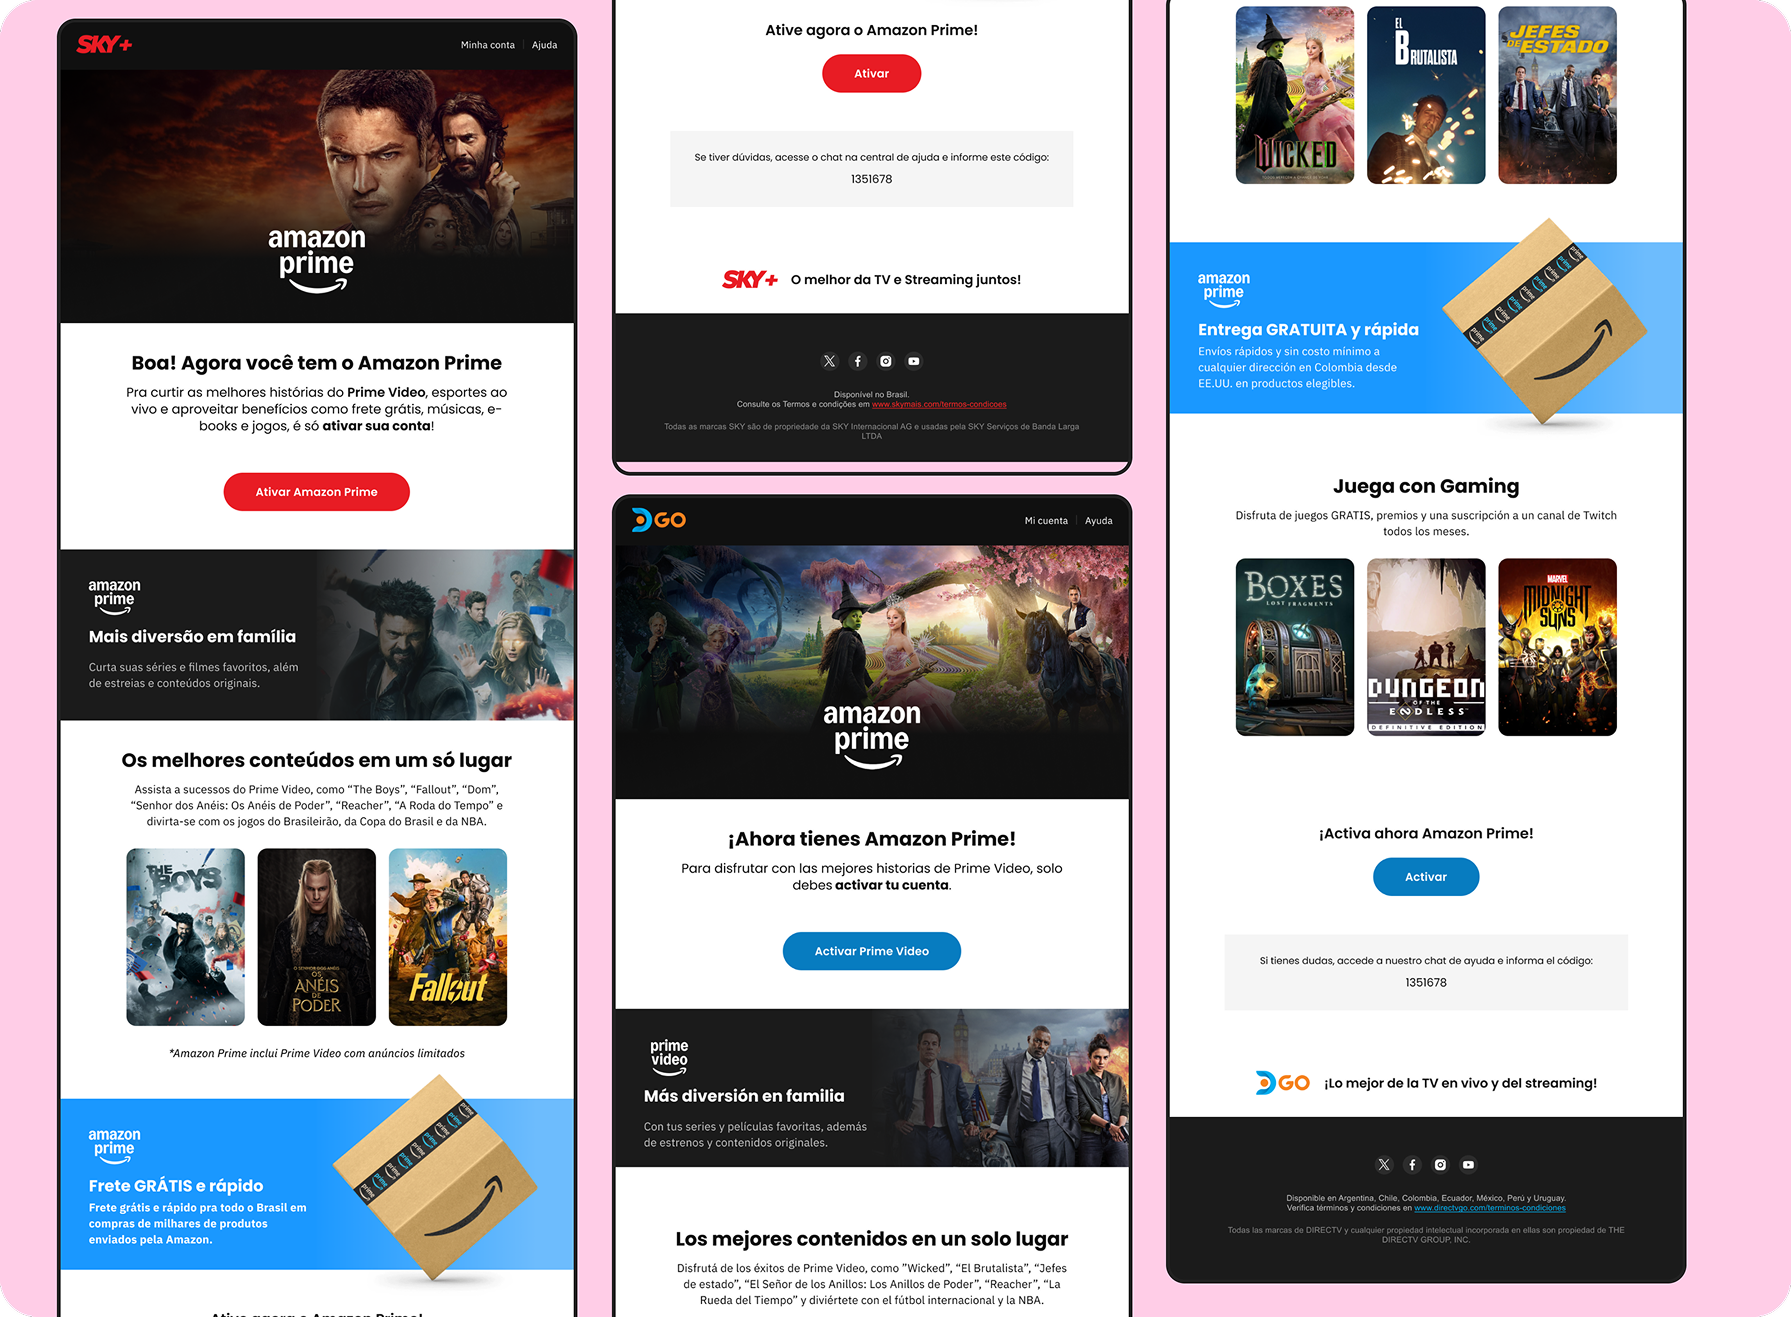 SKY+
Minha conta
Ajuda
amazon
prime
Boa! Agora você tem o Amazon Prime
Pra curtir as melhores histórias do Prime Video, esportes ao
vivo e aproveitar benefícios como frete grátis, músicas, e-
books e jogos, é só ativar sua conta!
Ativar Amazon Prime
amazon
prime
Mais diversão em família
Curta suas séries e filmes favoritos, além
de estreias e conteúdos originais.
Os melhores conteúdos em um só lugar
Assista a sucessos do Prime Video, como “The Boys”, “Fallout”, “Dom”,
“Senhor dos Anéis: Os Anéis de Poder”, “Reacher”, “A Roda do Tempo” e
divirta-se com os jogos do Brasileirão, da Copa do Brasil e da NBA.
THE
BOYS
O SENHOR DOS ANÉIS
OS
ANÉIS
DE
PODER
Fallout
*Amazon Prime inclui Prime Video com anúncios limitados
amazon
prime
Frete GRÁTIS e rápido
Frete grátis e rápido pra todo o Brasil em
compras de milhares de produtos
enviados pela Amazon.
prime prime prime prime prime prime
Ative agora o Amazon Prime!
Ative agora o Amazon Prime!
Ativar
Se tiver dúvidas, acesse o chat na central de ajuda e informe este código:
1351678
SKY+ O melhor da TV e Streaming juntos!
Disponível no Brasil.
Consulte os Termos e condições em www.skymais.com/termos-condicoes
Todas as marcas SKY são de propriedade da SKY Internacional AG e usadas pela SKY Serviços de Banda Larga
LTDA
DGO
Mi cuenta
Ayuda
amazon
prime
¡Ahora tienes Amazon Prime!
Para disfrutar con las mejores historias de Prime Video, solo
debes activar tu cuenta.
Activar Prime Video
prime
video
Más diversión en familia
Con tus series y películas favoritas, además
de estrenos y contenidos originales.
Los mejores contenidos en un solo lugar
Disfrutá de los éxitos de Prime Video, como ”Wicked”, “El Brutalista”, “Jefes
de estado”, “El Señor de los Anillos: Los Anillos de Poder”, “Reacher”, “La
Rueda del Tiempo” y diviértete con el fútbol internacional y la NBA.
WICKED
EL
BRUTALISTA
JEFES
DE ESTADO
amazon
prime
Entrega GRATUITA y rápida
Envíos rápidos y sin costo mínimo a
cualquier dirección en Colombia desde
EE.UU. en productos elegibles.
prime prime prime prime prime prime
Juega con Gaming
Disfruta de juegos GRATIS, premios y una suscripción a un canal de Twitch
todos los meses.
BOXES
LOST FRAGMENTS
DUNGEON
OF THE
ENDLESS
DEFINITIVE EDITION
MARVEL
MIDNIGHT
SUNS
¡Activa ahora Amazon Prime!
Activar
Si tienes dudas, accede a nuestro chat de ayuda e informa el código:
1351678
DGO ¡Lo mejor de la TV en vivo y del streaming!
Disponible en Argentina, Chile, Colombia, Ecuador, México, Perú y Uruguay.
Verifica términos y condiciones en www.directvgo.com/terminos-condiciones
Todas las marcas de DIRECTV y cualquier propiedad intelectual incorporada en ellas son propiedad de THE
DIRECTV GROUP, INC.